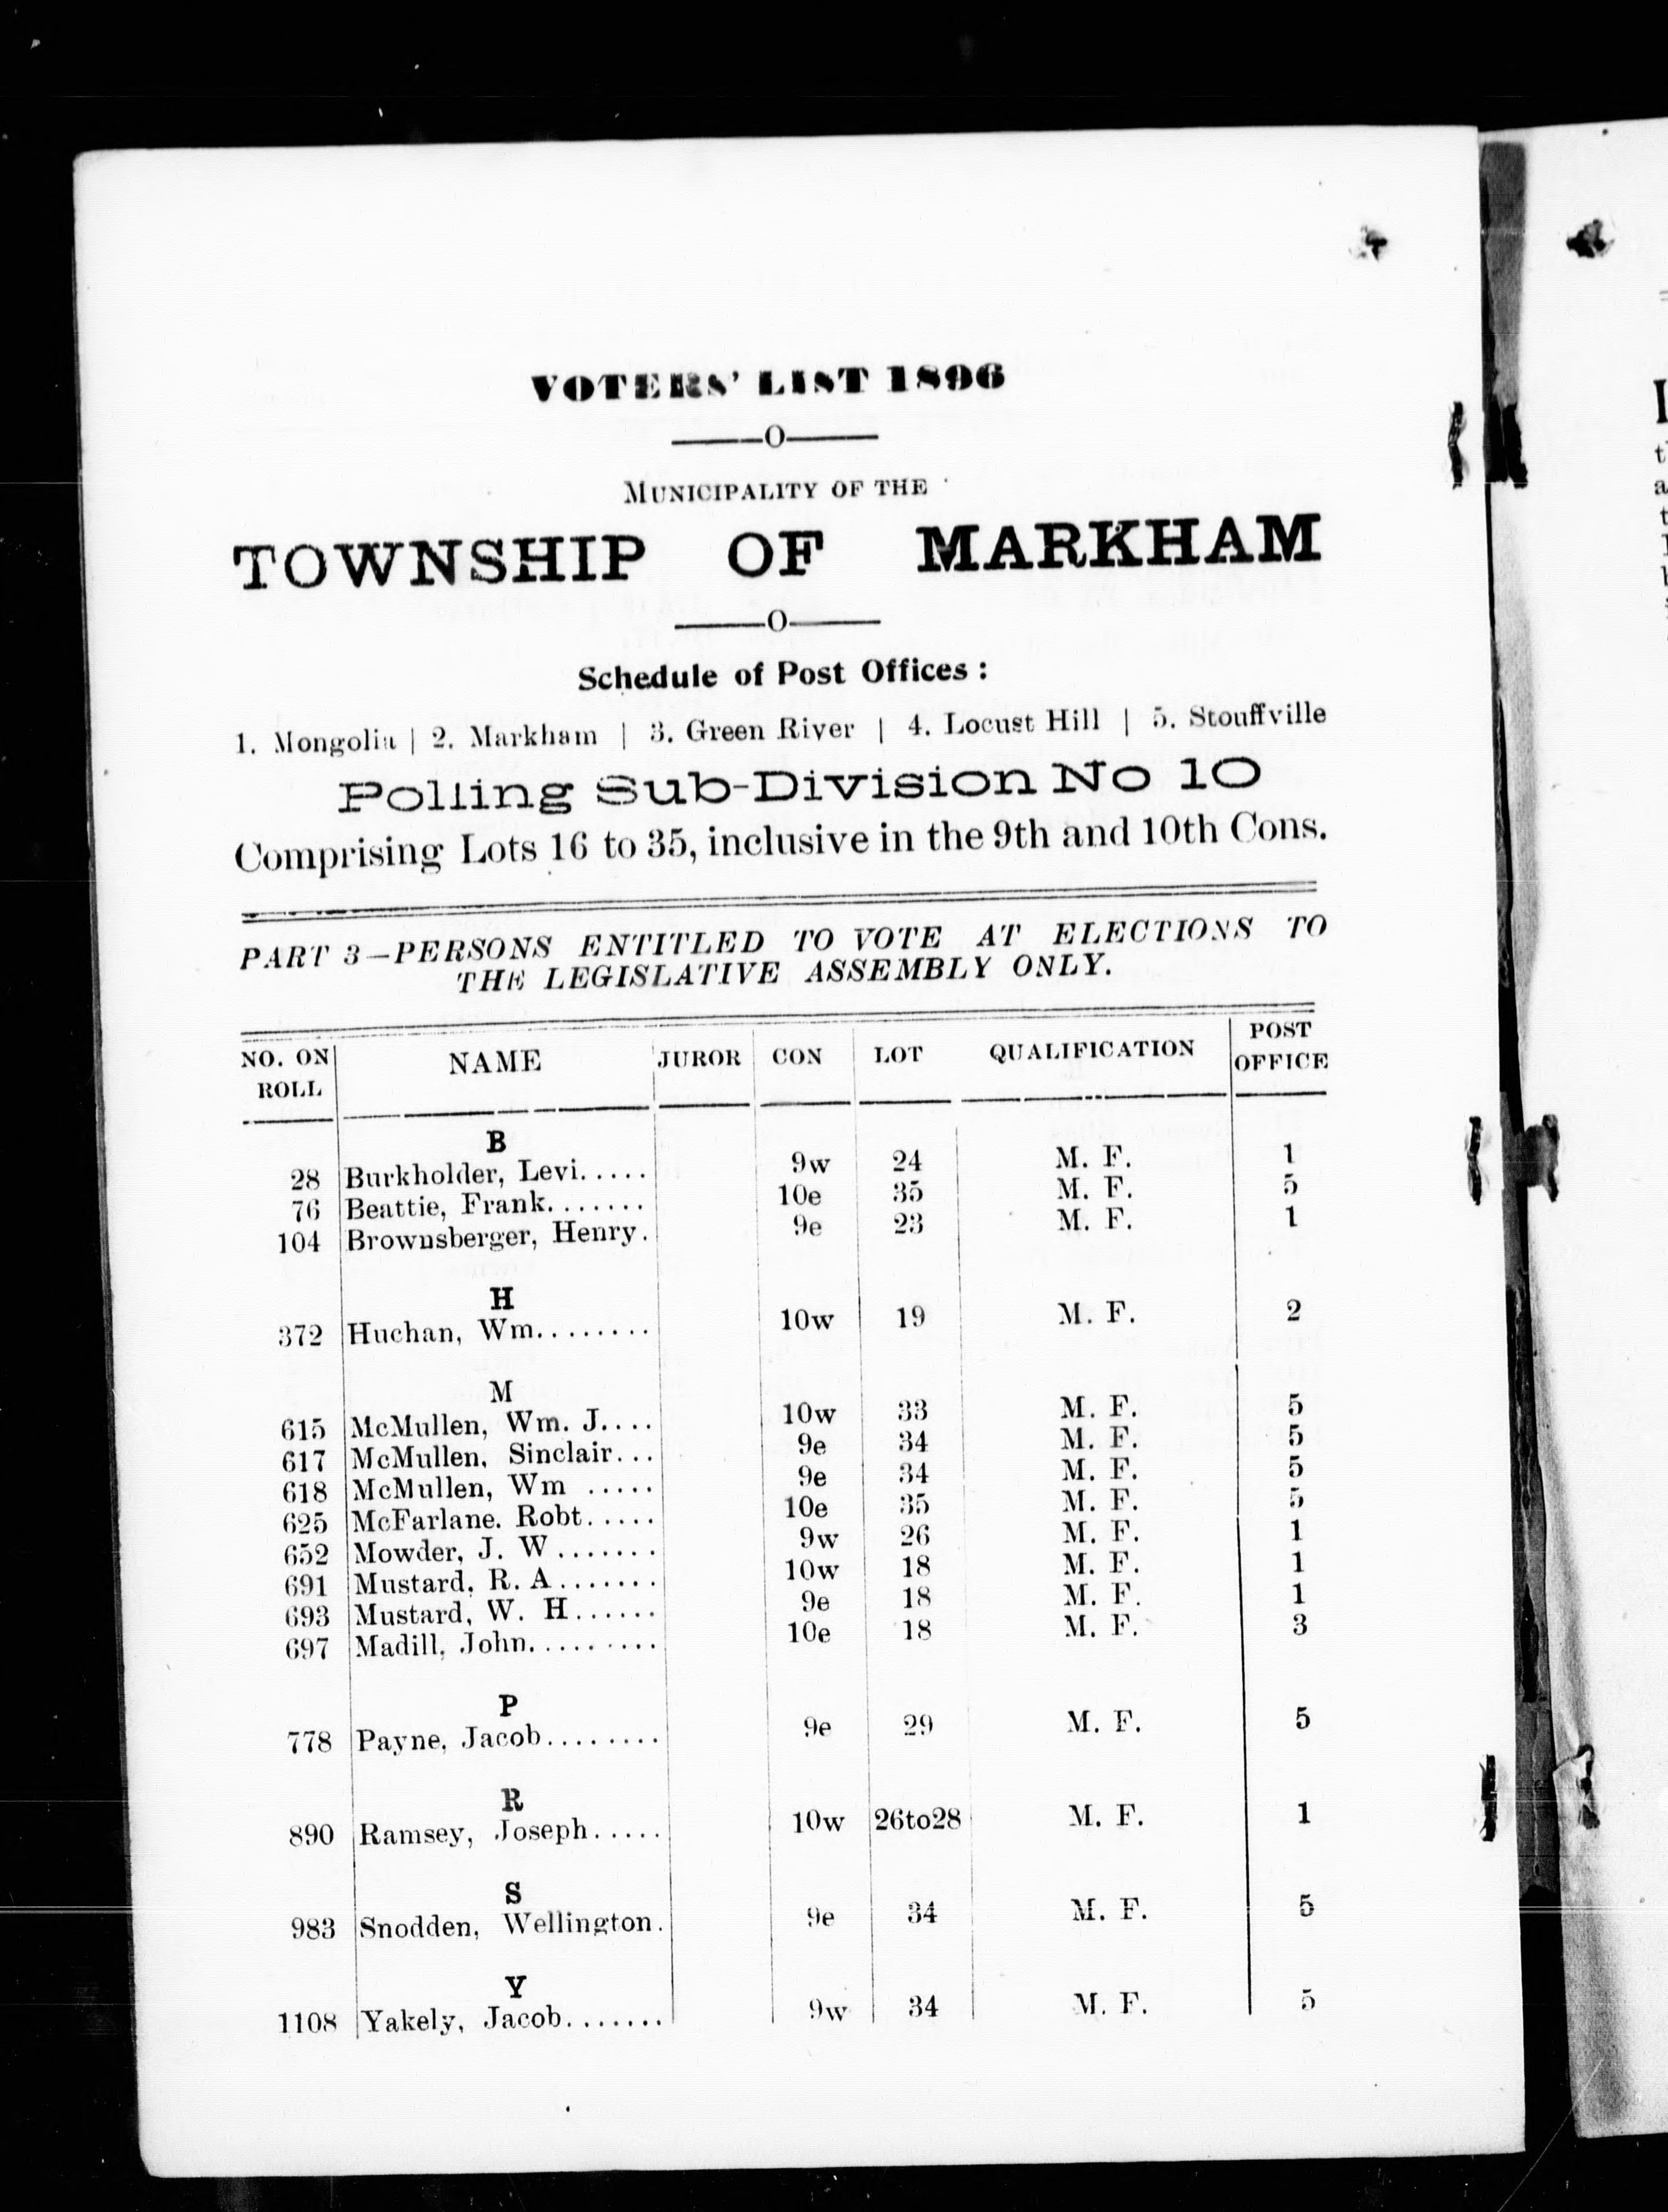 VOTERS' LIST 1896
O
MUNICIPALITY OF THE
TOWNSHIP OF MARKHAM
O
Schedule of Post Offices :
1. Mongolia | 2. Markham | 3. Green River | 4. Locust Hill | 5. Stouffville
Polling Sub-Division No 10
Comprising Lots 16 to 35, inclusive in the 9th and 10th Cons.
PART 3—PERSONS ENTITLED TO VOTE AT ELECTIONS TO
THE LEGISLATIVE ASSEMBLY ONLY.
NO. ON ROLL NAME JUROR CON LOT QUALIFICATION POST OFFICE
B
28 Burkholder, Levi..... 9w 24 M. F. 1
76 Beattie, Frank....... 10e 35 M. F. 5
104 Brownsberger, Henry. 9e 23 M. F. 1
H
372 Huchan, Wm........ 10w 19 M. F. 2
M
615 McMullen, Wm. J.... 10w 33 M. F. 5
617 McMullen, Sinclair... 9e 34 M. F. 5
618 McMullen, Wm ..... 9e 34 M. F. 5
625 McFarlane. Robt..... 10e 35 M. F. 5
652 Mowder, J. W....... 9w 26 M. F. 1
691 Mustard, R. A....... 10w 18 M. F. 1
693 Mustard, W. H...... 9e 18 M. F. 1
697 Madill, John......... 10e 18 M. F. 3
P
778 Payne, Jacob........ 9e 29 M. F. 5
R
890 Ramsey, Joseph..... 10w 26to28 M. F. 1
S
983 Snodden, Wellington. 9e 34 M. F. 5
Y
1108 Yakely, Jacob....... 9w 34 M. F. 5